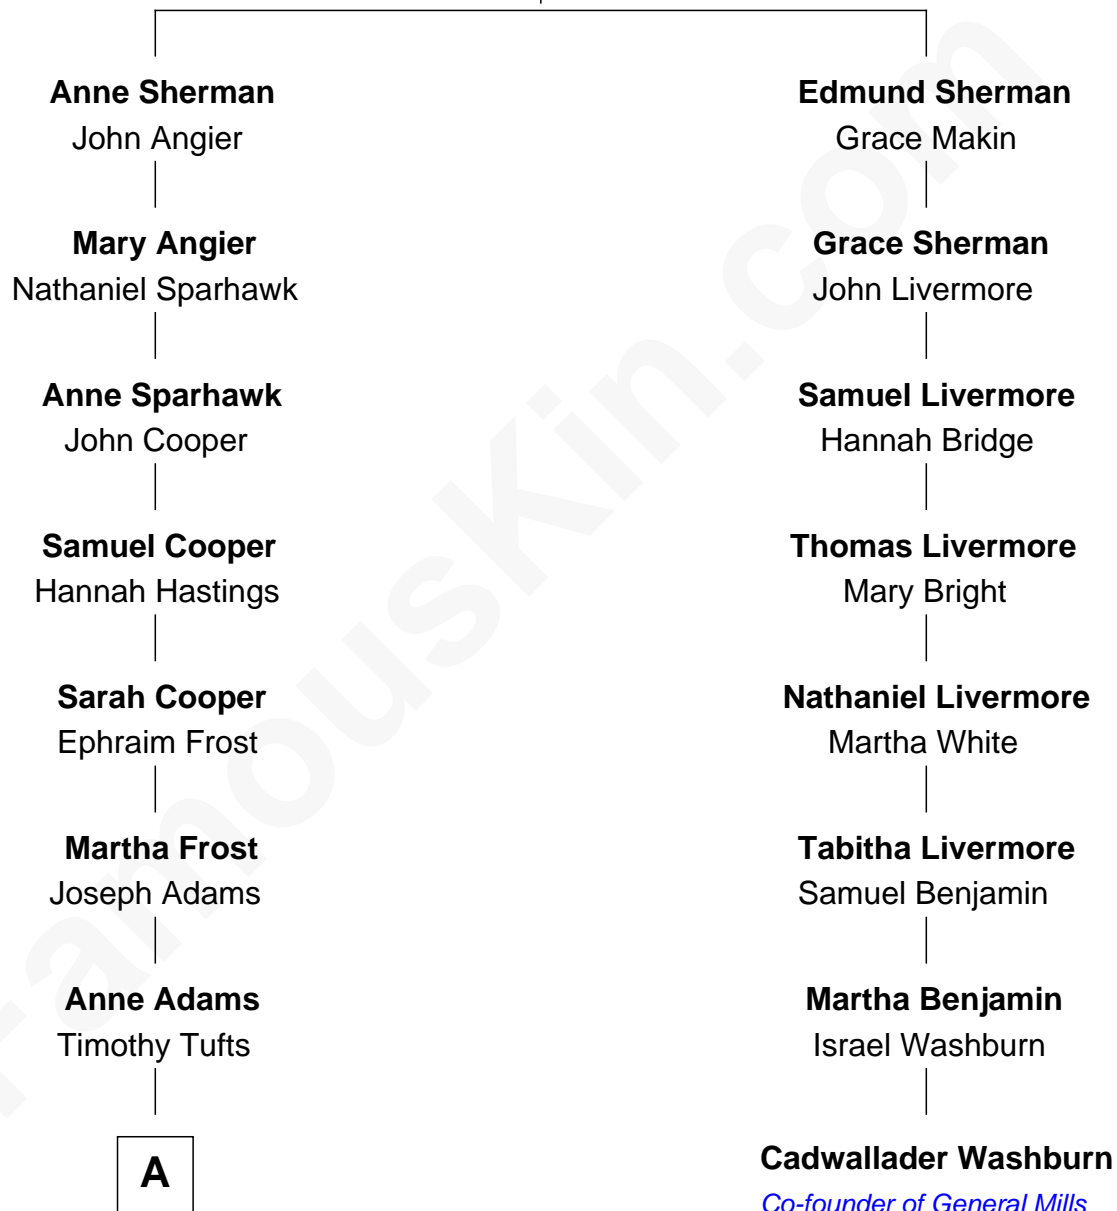 Anne Sherman
John Angier
Edmund Sherman
Grace Makin
Mary Angier
Nathaniel Sparhawk
Grace Sherman
John Livermore
Anne Sparhawk
John Cooper
Samuel Livermore
Hannah Bridge
Samuel Cooper
Hannah Hastings
Thomas Livermore
Mary Bright
Sarah Cooper
Ephraim Frost
Nathaniel Livermore
Martha White
Martha Frost
Joseph Adams
Tabitha Livermore
Samuel Benjamin
Anne Adams
Timothy Tufts
Martha Benjamin
Israel Washburn
A
Cadwallader Washburn
Co-founder of General Mills
FamousKin.com